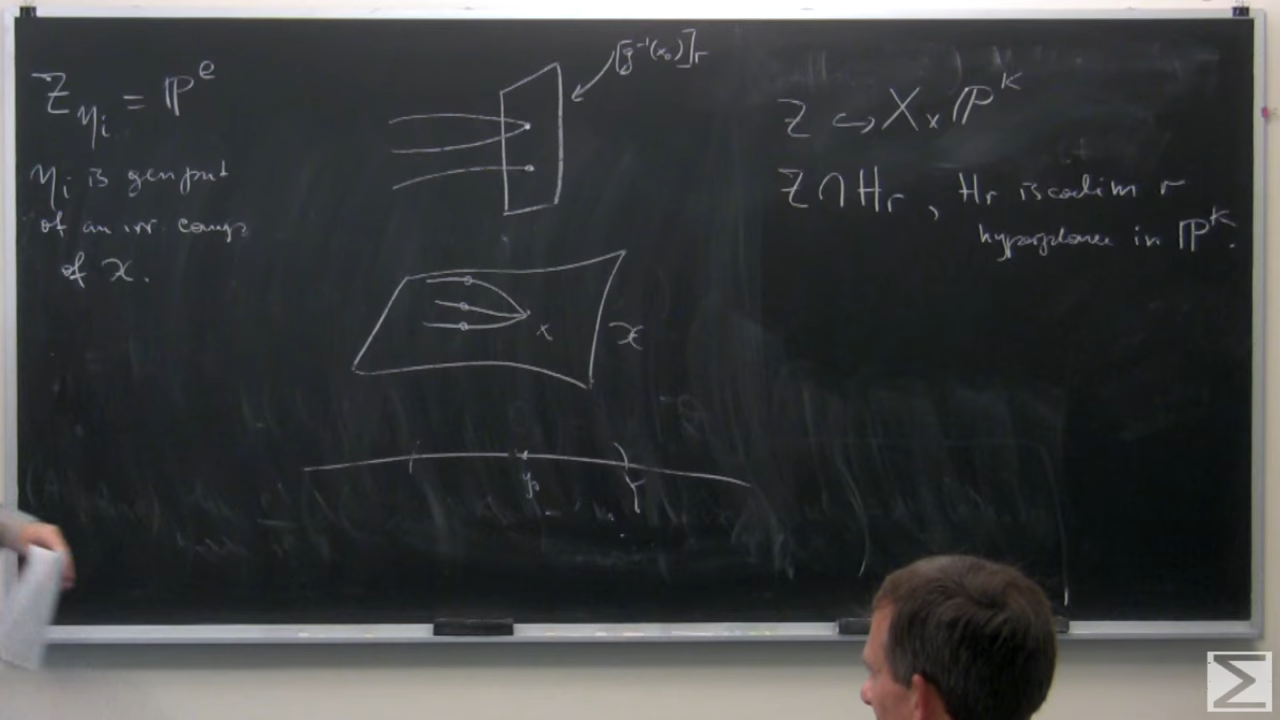 Z_{η_i} = ℙ^e
η_i is gen pnt
of an irr comp
of 𝒳.
[g^{-1}(x_0)]_r
x
𝒳
y_0
Y
Z ↪ X × ℙ^k
Z ∩ H_r , H_r is codim r
hyperplane in ℙ^k.
Σ